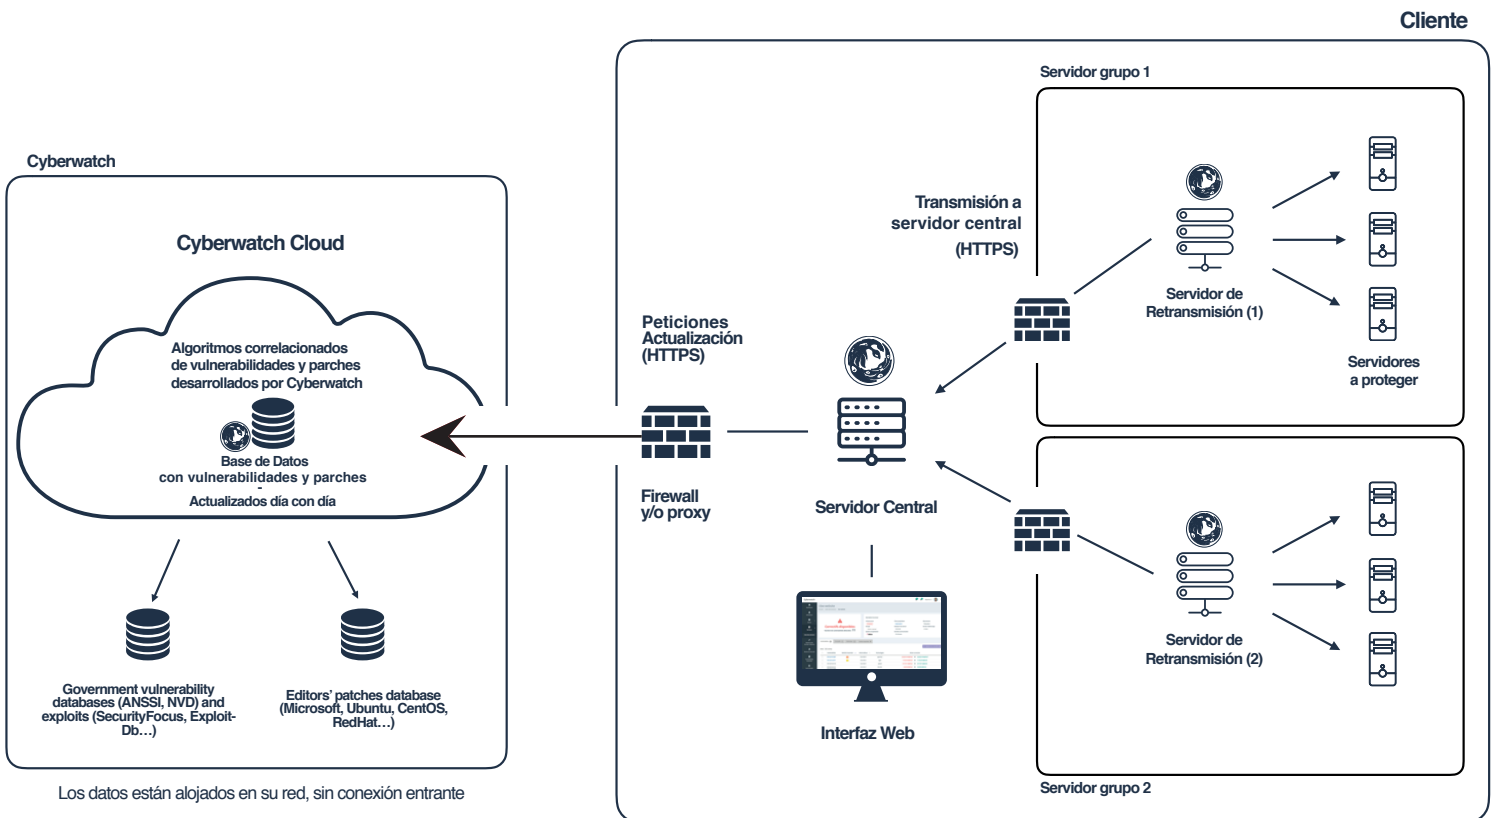 Cliente
Servidor grupo 1
Cyberwatch
Cyberwatch Cloud
Algoritmos correlacionados
de vulnerabilidades y parches
desarrollados por Cyberwatch
Base de Datos
con vulnerabilidades y parches
-
Actualizados día con día
Government vulnerability
databases (ANSSI, NVD) and
exploits (SecurityFocus, Exploit-
Db…)
Editors’ patches database
(Microsoft, Ubuntu, CentOS,
RedHat…)
Los datos están alojados en su red, sin conexión entrante
Peticiones
Actualización
(HTTPS)
Firewall
y/o proxy
Servidor Central
Interfaz Web
Transmisión a
servidor central
(HTTPS)
Servidor de
Retransmisión (1)
Servidores
a proteger
Servidor de
Retransmisión (2)
Servidor grupo 2